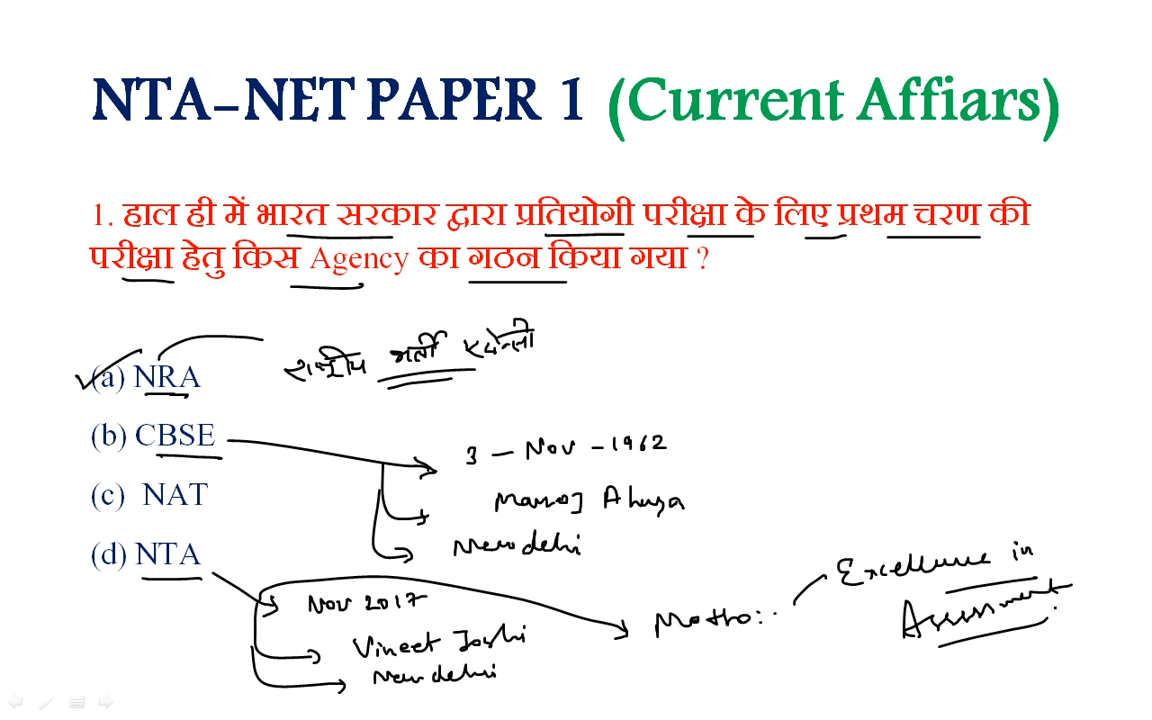 NTA-NET PAPER 1 (Current Affiars)
1. हाल ही में भारत सरकार द्वारा प्रतियोगी परीक्षा के लिए प्रथम चरण की
परीक्षा हेतु किस Agency का गठन किया गया ?
(a) NRA
राष्ट्रीय भर्ती एजेन्सी
(b) CBSE
3 - Nov - 1962
Manoj Ahuja
New delhi
(c) NAT
(d) NTA
Nov 2017
Vineet Joshi
New delhi
Motto:-
Excellence in
Assessment